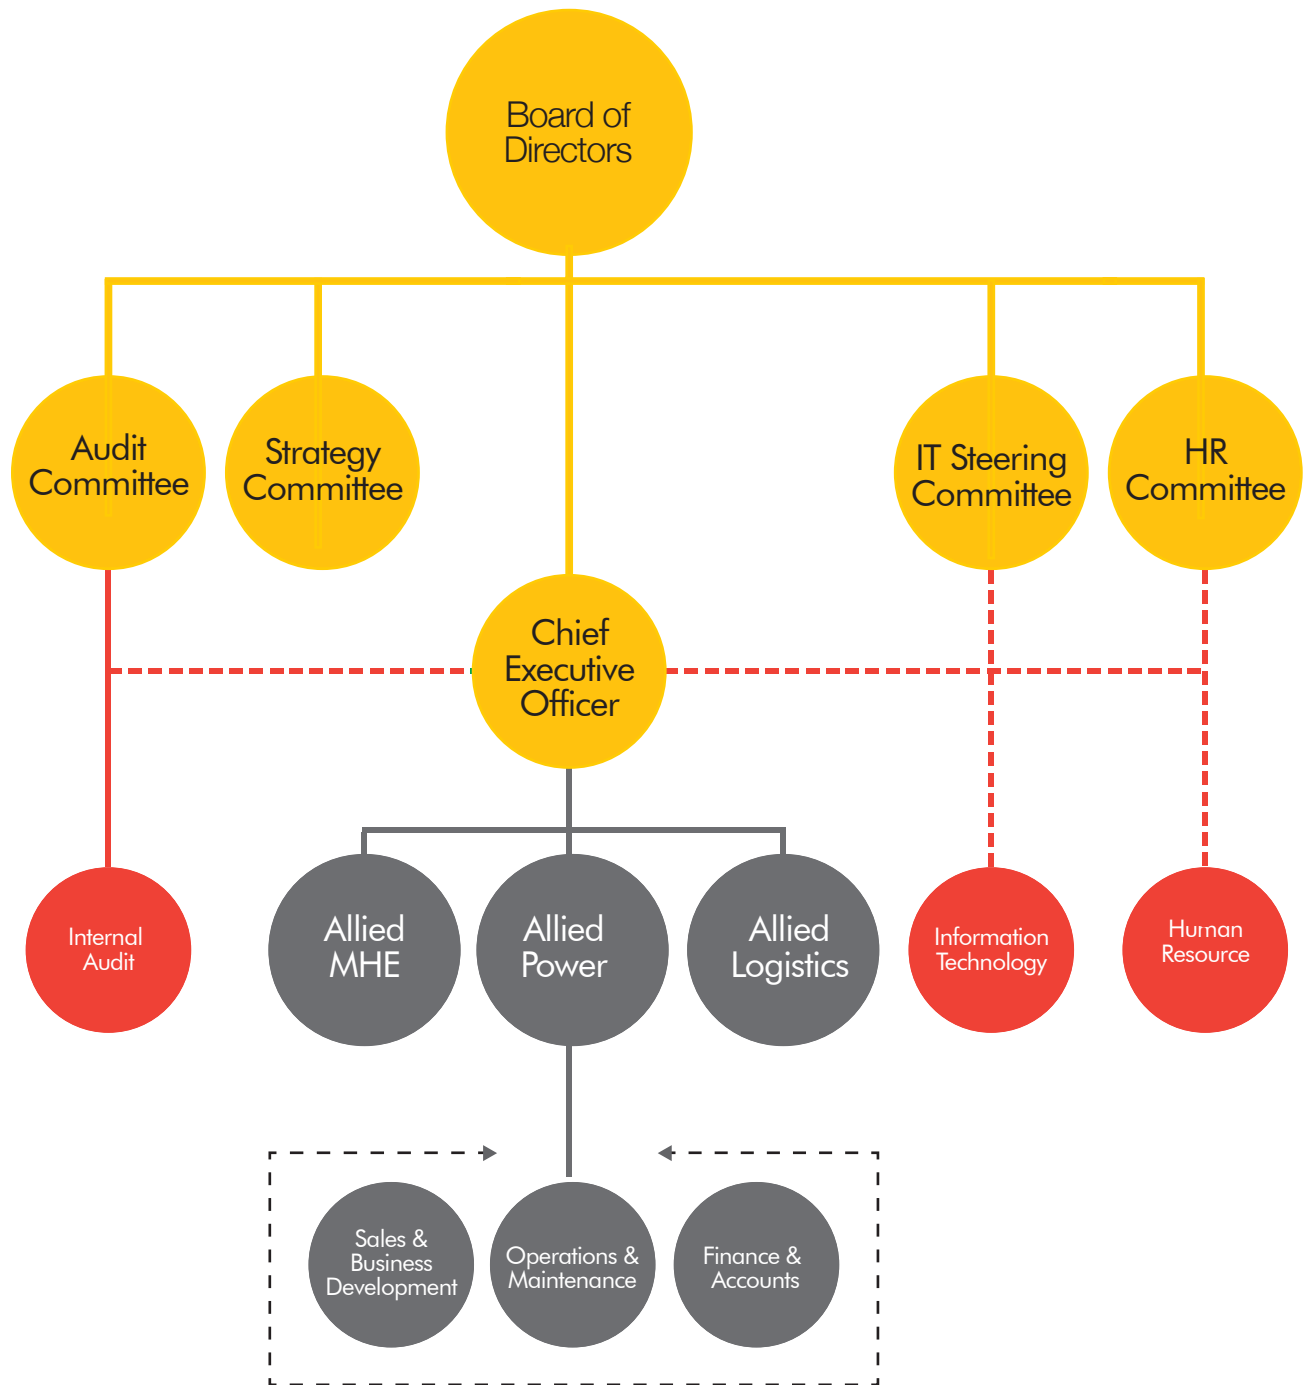 Board of
Directors
Audit
Committee
Strategy
Committee
IT Steering
Committee
HR
Committee
Chief
Executive
Officer
Internal
Audit
Allied
MHE
Allied
Power
Allied
Logistics
Information
Technology
Human
Resource
Sales &
Business
Development
Operations &
Maintenance
Finance &
Accounts